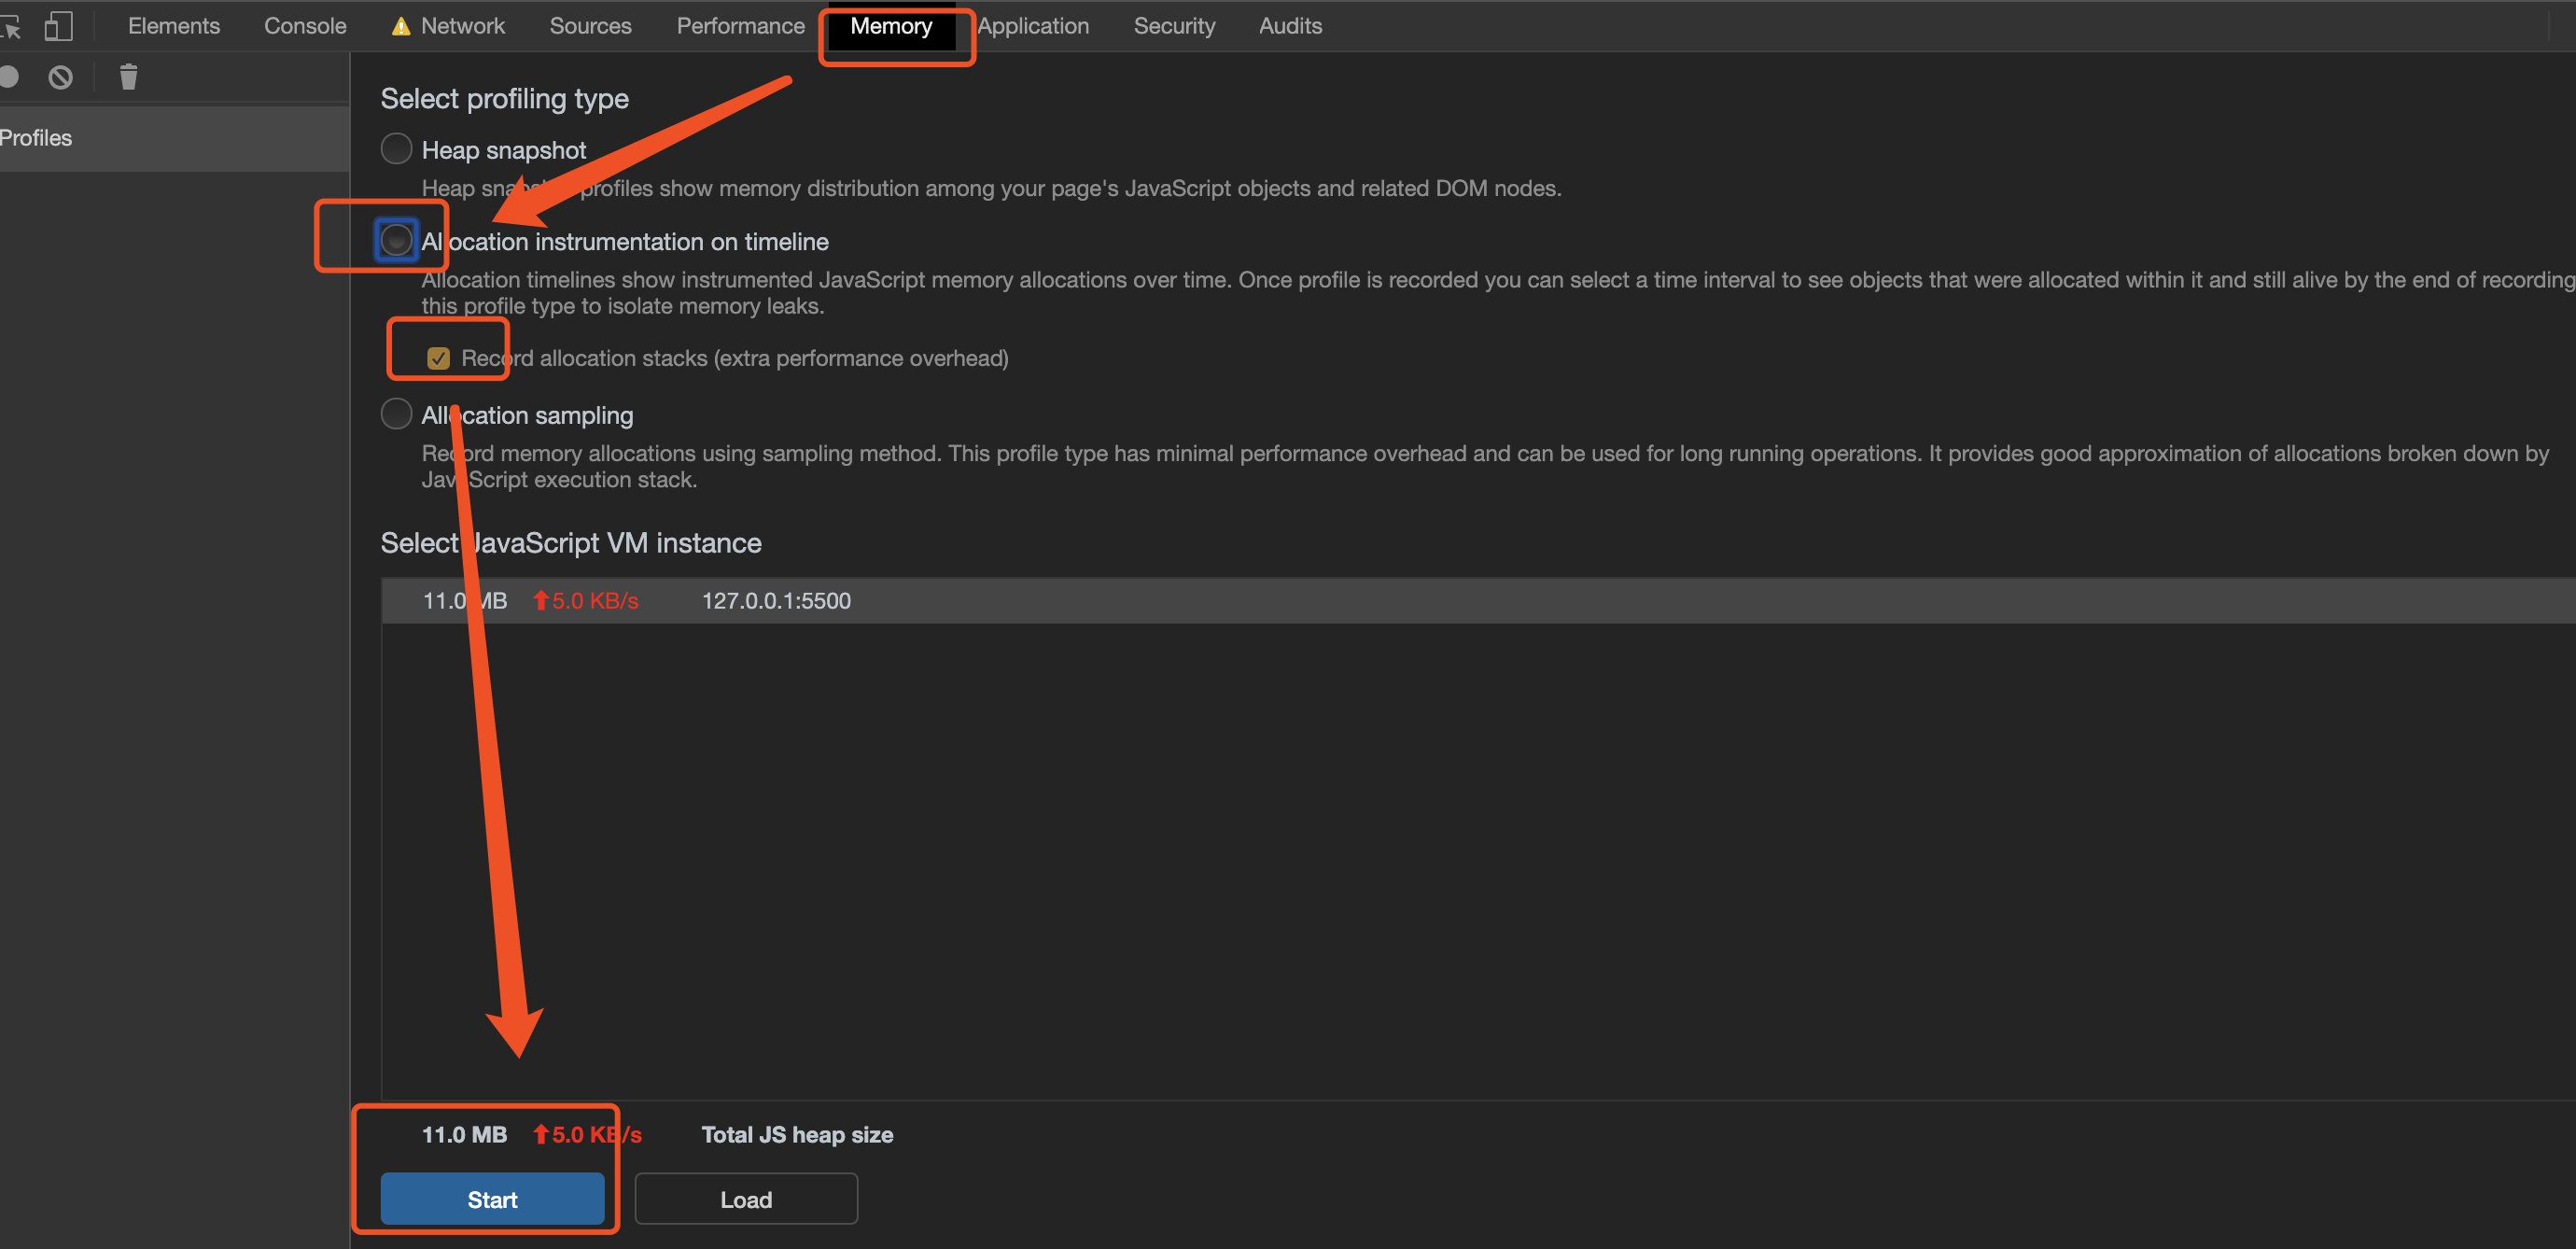 Elements Console Network Sources Performance Memory Application Security Audits
Profiles
Select profiling type
Heap snapshot
Heap snapshot profiles show memory distribution among your page's JavaScript objects and related DOM nodes.
Allocation instrumentation on timeline
Allocation timelines show instrumented JavaScript memory allocations over time. Once profile is recorded you can select a time interval to see objects that were allocated within it and still alive by the end of recording
this profile type to isolate memory leaks.
Record allocation stacks (extra performance overhead)
Allocation sampling
Record memory allocations using sampling method. This profile type has minimal performance overhead and can be used for long running operations. It provides good approximation of allocations broken down by
JavaScript execution stack.
Select JavaScript VM instance
11.0 MB 5.0 KB/s 127.0.0.1:5500
11.0 MB 5.0 KB/s Total JS heap size
Start Load